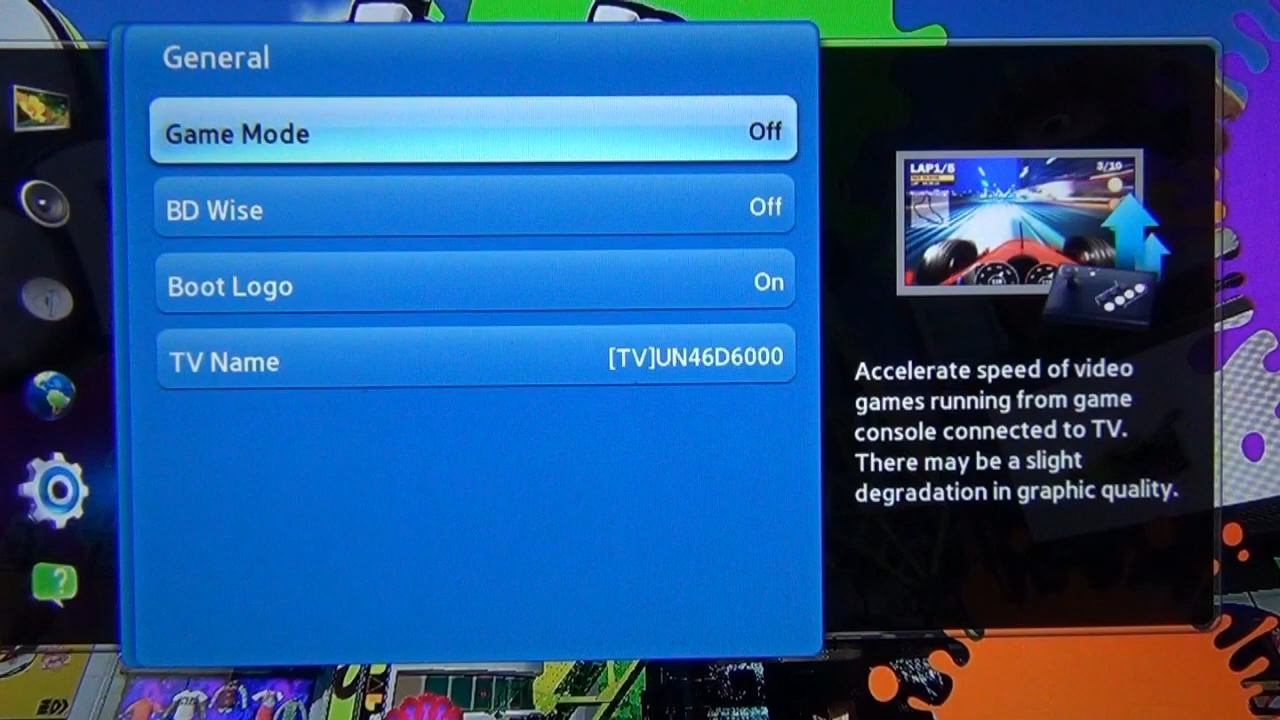 General
Game Mode Off
BD Wise Off
Boot Logo On
TV Name [TV]UN46D6000
LAP1/5 3/10
Accelerate speed of video
games running from game
console connected to TV.
There may be a slight
degradation in graphic quality.
?